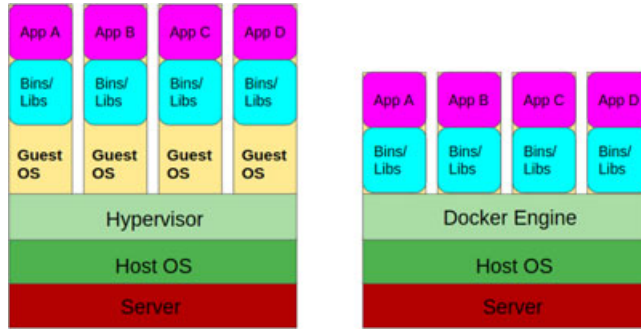 App A
App B
App C
App D
Bins/
Libs
Bins/
Libs
Bins/
Libs
Bins/
Libs
Guest
OS
Guest
OS
Guest
OS
Guest
OS
Hypervisor
Host OS
Server
App A
App B
App C
App D
Bins/
Libs
Bins/
Libs
Bins/
Libs
Bins/
Libs
Docker Engine
Host OS
Server